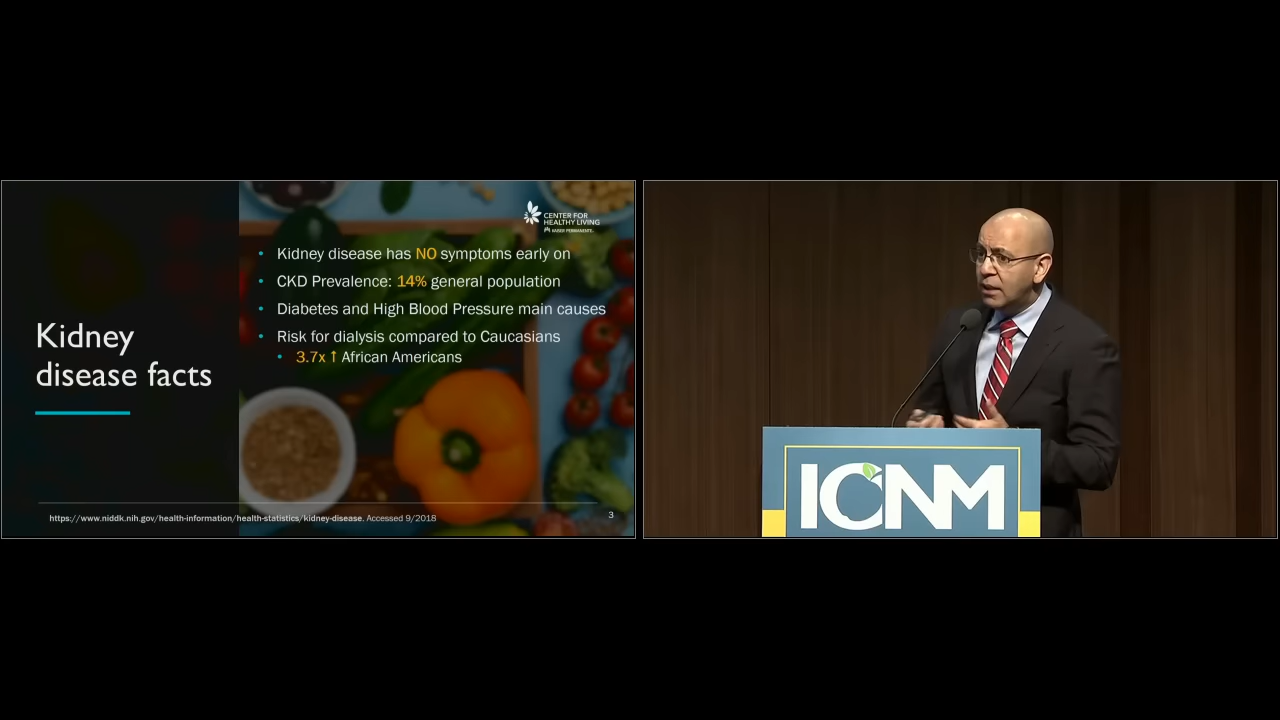 CENTER FOR
HEALTHY LIVING
KAISER PERMANENTE
Kidney
disease facts
• Kidney disease has NO symptoms early on
• CKD Prevalence: 14% general population
• Diabetes and High Blood Pressure main causes
• Risk for dialysis compared to Caucasians
• 3.7x ↑ African Americans
https://www.niddk.nih.gov/health-information/health-statistics/kidney-disease. Accessed 9/2018
3
ICNM